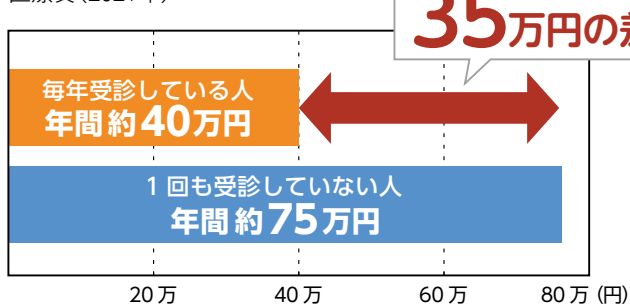 35万円の差
毎年受診している人
年間 約40万円
1 回も受診していない人
年間 約75万円
20万 40万 60万 80万 (円)